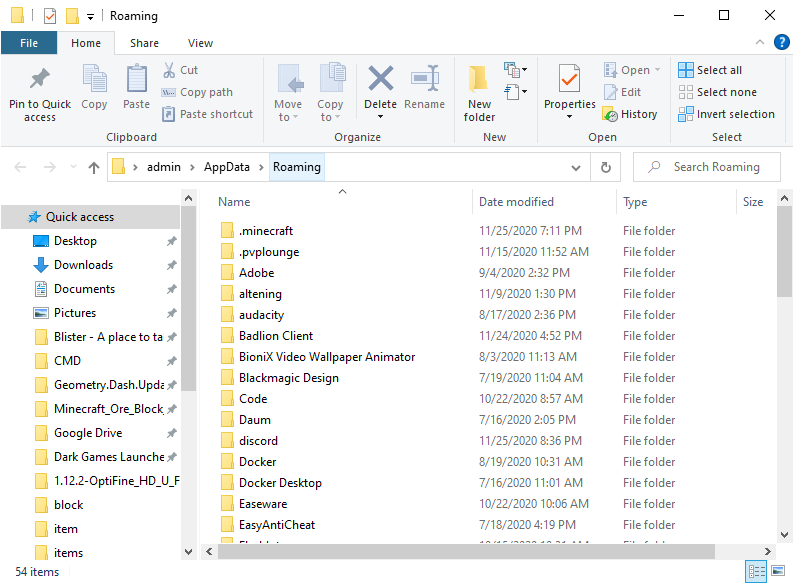 Roaming
File Home Share View
Pin to Quick access
Copy
Paste
Cut
Copy path
Paste shortcut
Move to
Copy to
Delete
Rename
New folder
Properties
Open
Edit
History
Select all
Select none
Invert selection
Clipboard Organize New Open Select
admin > AppData > Roaming
Search Roaming
Name Date modified Type Size
Quick access
Desktop
Downloads
Documents
Pictures
Blister - A place to ta
CMD
Geometry.Dash.Upda
Minecraft_Ore_Block_
Google Drive
Dark Games Launche
1.12.2-OptiFine_HD_U_F
block
item
items
.minecraft 11/25/2020 7:11 PM File folder
.pvplounge 11/15/2020 11:52 AM File folder
Adobe 9/4/2020 2:32 PM File folder
altening 11/9/2020 1:30 PM File folder
audacity 8/17/2020 2:36 PM File folder
Badlion Client 11/24/2020 4:52 PM File folder
BioniX Video Wallpaper Animator 8/3/2020 11:13 AM File folder
Blackmagic Design 7/19/2020 11:04 AM File folder
Code 10/22/2020 8:57 AM File folder
Daum 7/16/2020 2:05 PM File folder
discord 11/25/2020 8:36 PM File folder
Docker 8/19/2020 10:31 AM File folder
Docker Desktop 7/16/2020 11:01 AM File folder
Easeware 10/22/2020 10:06 AM File folder
EasyAntiCheat 7/18/2020 4:19 PM File folder
54 items